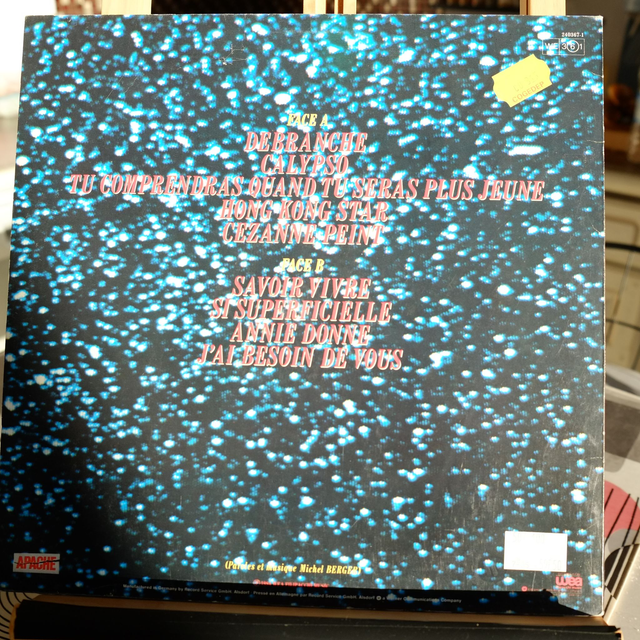 240367-1
WE 361
FACE A
DEBRANCHE
CALYPSO
TU COMPRENDRAS QUAND TU SERAS PLUS JEUNE
HONG KONG STAR
CEZANNE PEINT
FACE B
SAVOIR VIVRE
SI SUPERFICIELLE
ANNIE DONNE
J'AI BESOIN DE VOUS
(Paroles et musique Michel BERGER)
APACHE
wea